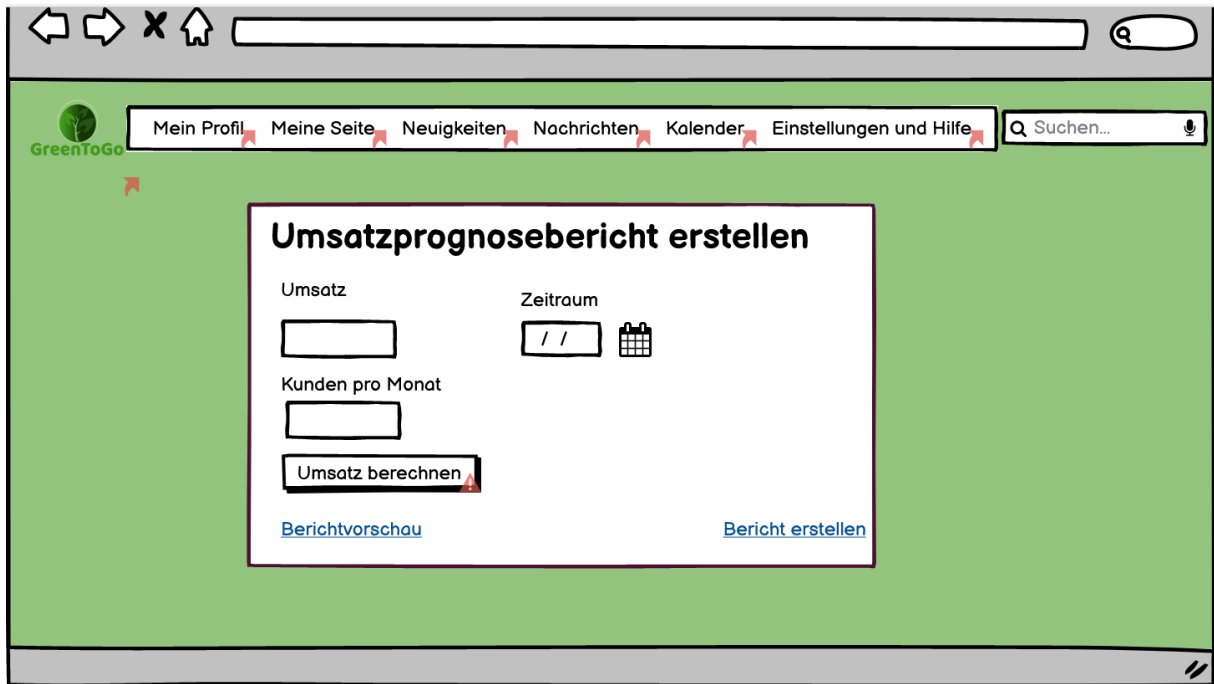 GreenToGo
Mein Profil Meine Seite Neuigkeiten Nachrichten Kalender Einstellungen und Hilfe
Suchen...
Umsatzprognosebericht erstellen
Umsatz
Zeitraum
/ /
Kunden pro Monat
Umsatz berechnen
Berichtvorschau
Bericht erstellen